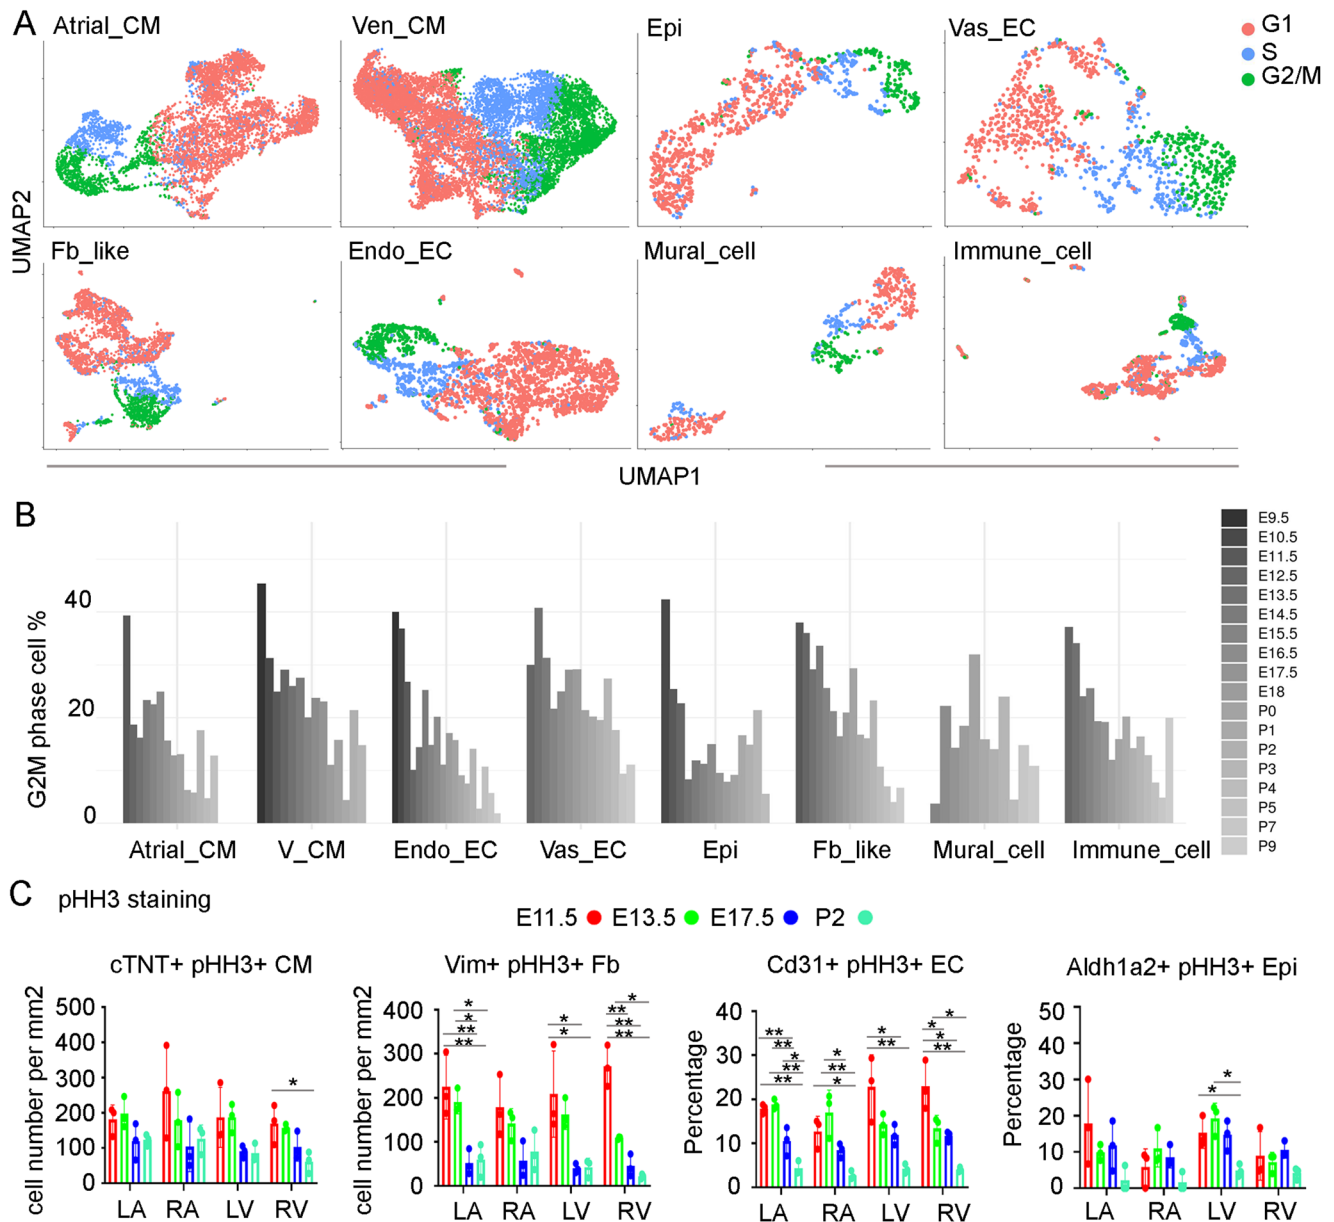 A
Atrial_CM
Ven_CM
Epi
Vas_EC
G1
S
G2/M
UMAP2
Fb_like
Endo_EC
Mural_cell
Immune_cell
UMAP1
B
G2M phase cell %
40
20
0
Atrial_CM
V_CM
Endo_EC
Vas_EC
Epi
Fb_like
Mural_cell
Immune_cell
E9.5
E10.5
E11.5
E12.5
E13.5
E14.5
E15.5
E16.5
E17.5
E18
P0
P1
P2
P3
P4
P5
P7
P9
C
pHH3 staining
E11.5 E13.5 E17.5 P2
cTNT+ pHH3+ CM
cell number per mm2
500
400
300
200
100
0
*
LA RA LV RV
Vim+ pHH3+ Fb
cell number per mm2
400
300
200
100
0
*
*
**
**
*
*
*
**
**
**
LA RA LV RV
Cd31+ pHH3+ EC
Percentage
40
30
20
10
0
**
**
*
**
**
*
**
*
*
**
*
*
*
**
LA RA LV RV
Aldh1a2+ pHH3+ Epi
Percentage
50
40
30
20
10
0
*
*
LA RA LV RV